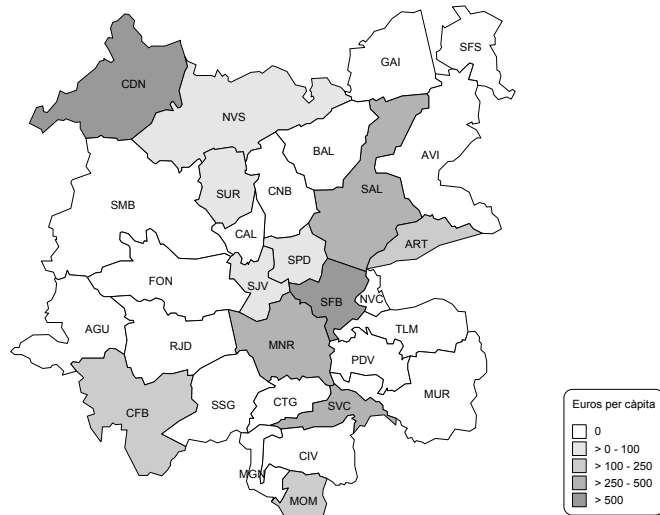 SFS
GAI
CDN
NVS
BAL
AVI
SAL
SUR
CNB
SMB
CAL
ART
SPD
FON
SJV
SFB
NVC
AGU
TLM
RJD
MNR
PDV
MUR
CFB
SSG
CTG
SVC
CIV
MGN
MOM
Euros per càpita
0
> 0 - 100
> 100 - 250
> 250 - 500
> 500